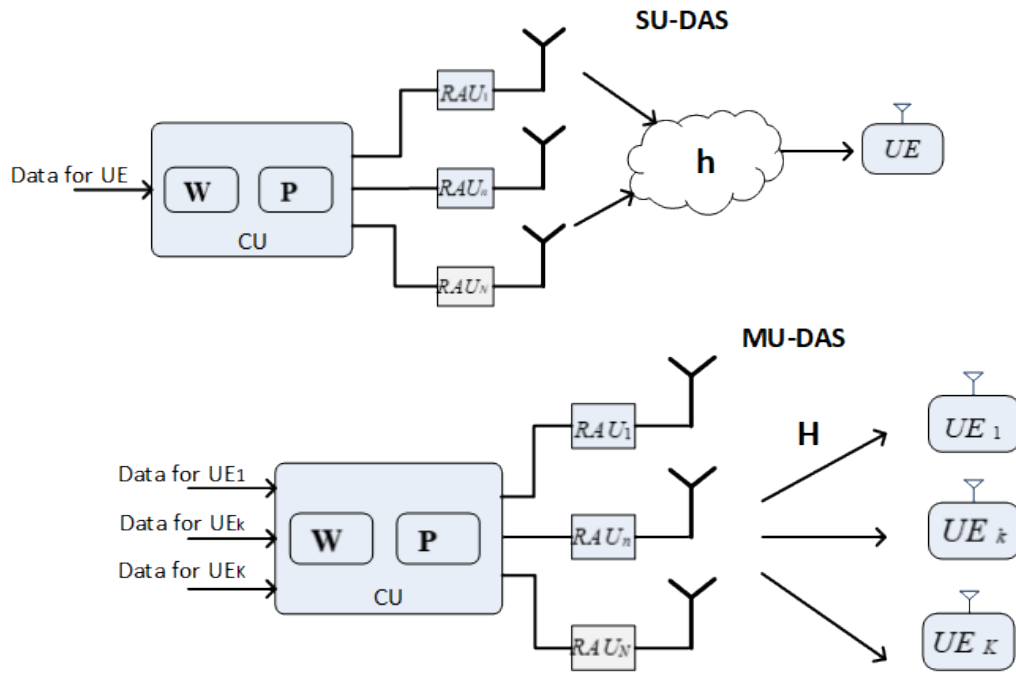 SU-DAS
RAU1
Data for UE
W P
RAUn
h
UE
CU
RAUN
MU-DAS
RAU1
H
UE 1
Data for UE1
Data for UEk
W P
RAUn
UE k
Data for UEK
CU
RAUN
UE K